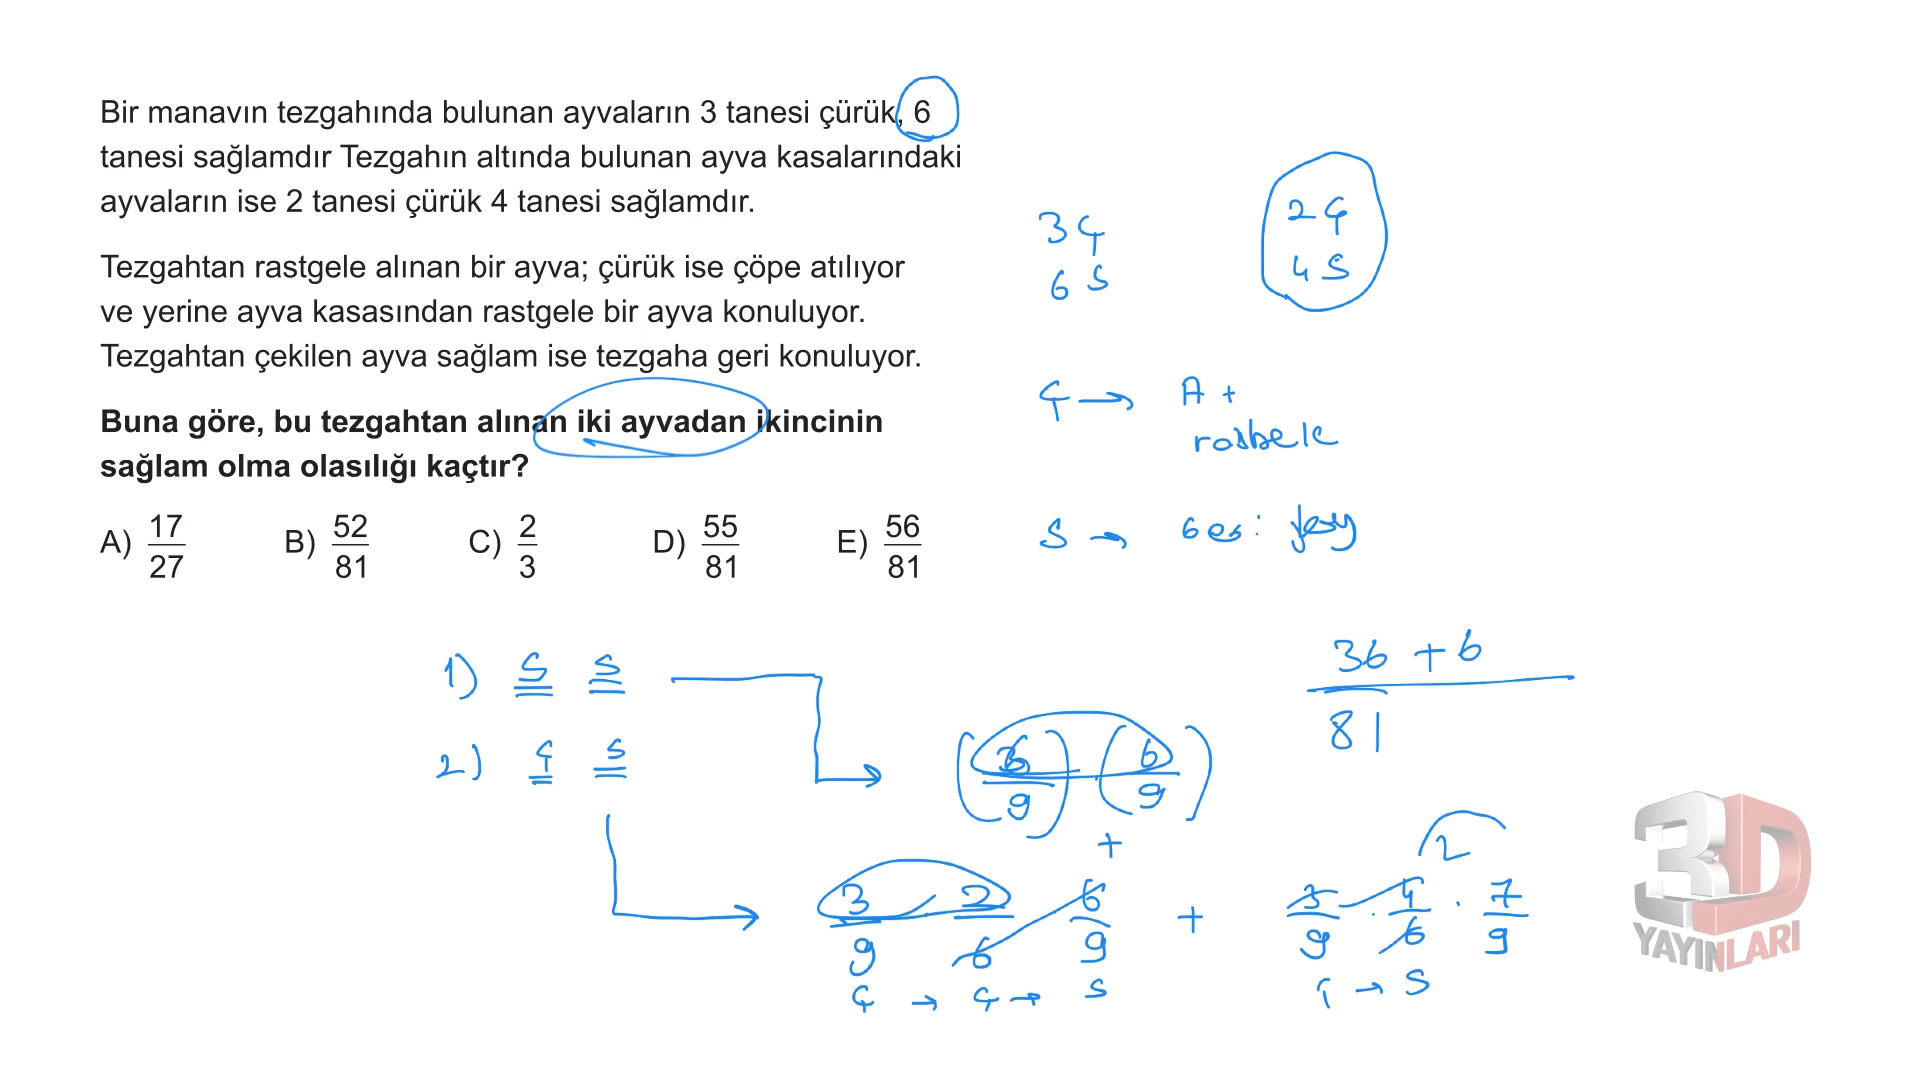 Bir manavın tezgahında bulunan ayvaların 3 tanesi çürük, 6
tanesi sağlamdır Tezgahın altında bulunan ayva kasalarındaki
ayvaların ise 2 tanesi çürük 4 tanesi sağlamdır.
Tezgahtan rastgele alınan bir ayva; çürük ise çöpe atılıyor
ve yerine ayva kasasından rastgele bir ayva konuluyor.
Tezgahtan çekilen ayva sağlam ise tezgaha geri konuluyor.
Buna göre, bu tezgahtan alınan iki ayvadan ikincinin
sağlam olma olasılığı kaçtır?
A) 17/27 B) 52/81 C) 2/3 D) 55/81 E) 56/81
3Ç
6 S
2Ç
4 S
Ç → A +
S →
1) S S
2) Ç S
(6/9) (6/9)
+
3/9 2/6 6/9 + 3/9 · 4/6 · 7/9
2
Ç → Ç → S
Ç → S
36 + 6
81
3D
YAYINLARI